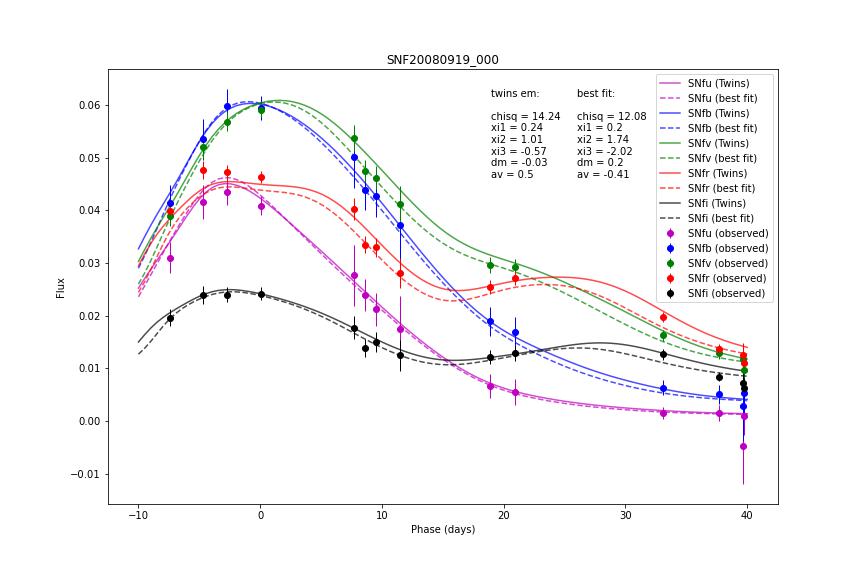 SNF20080919_000
twins em: best fit:
chisq = 14.24 chisq = 12.08
xi1 = 0.24 xi1 = 0.2
xi2 = 1.01 xi2 = 1.74
xi3 = -0.57 xi3 = -2.02
dm = -0.03 dm = 0.2
av = 0.5 av = -0.41
SNfu (Twins)
SNfu (best fit)
SNfb (Twins)
SNfb (best fit)
SNfv (Twins)
SNfv (best fit)
SNfr (Twins)
SNfr (best fit)
SNfi (Twins)
SNfi (best fit)
SNfu (observed)
SNfb (observed)
SNfv (observed)
SNfr (observed)
SNfi (observed)
Flux
0.06
0.05
0.04
0.03
0.02
0.01
0.00
−0.01
−10 0 10 20 30 40
Phase (days)